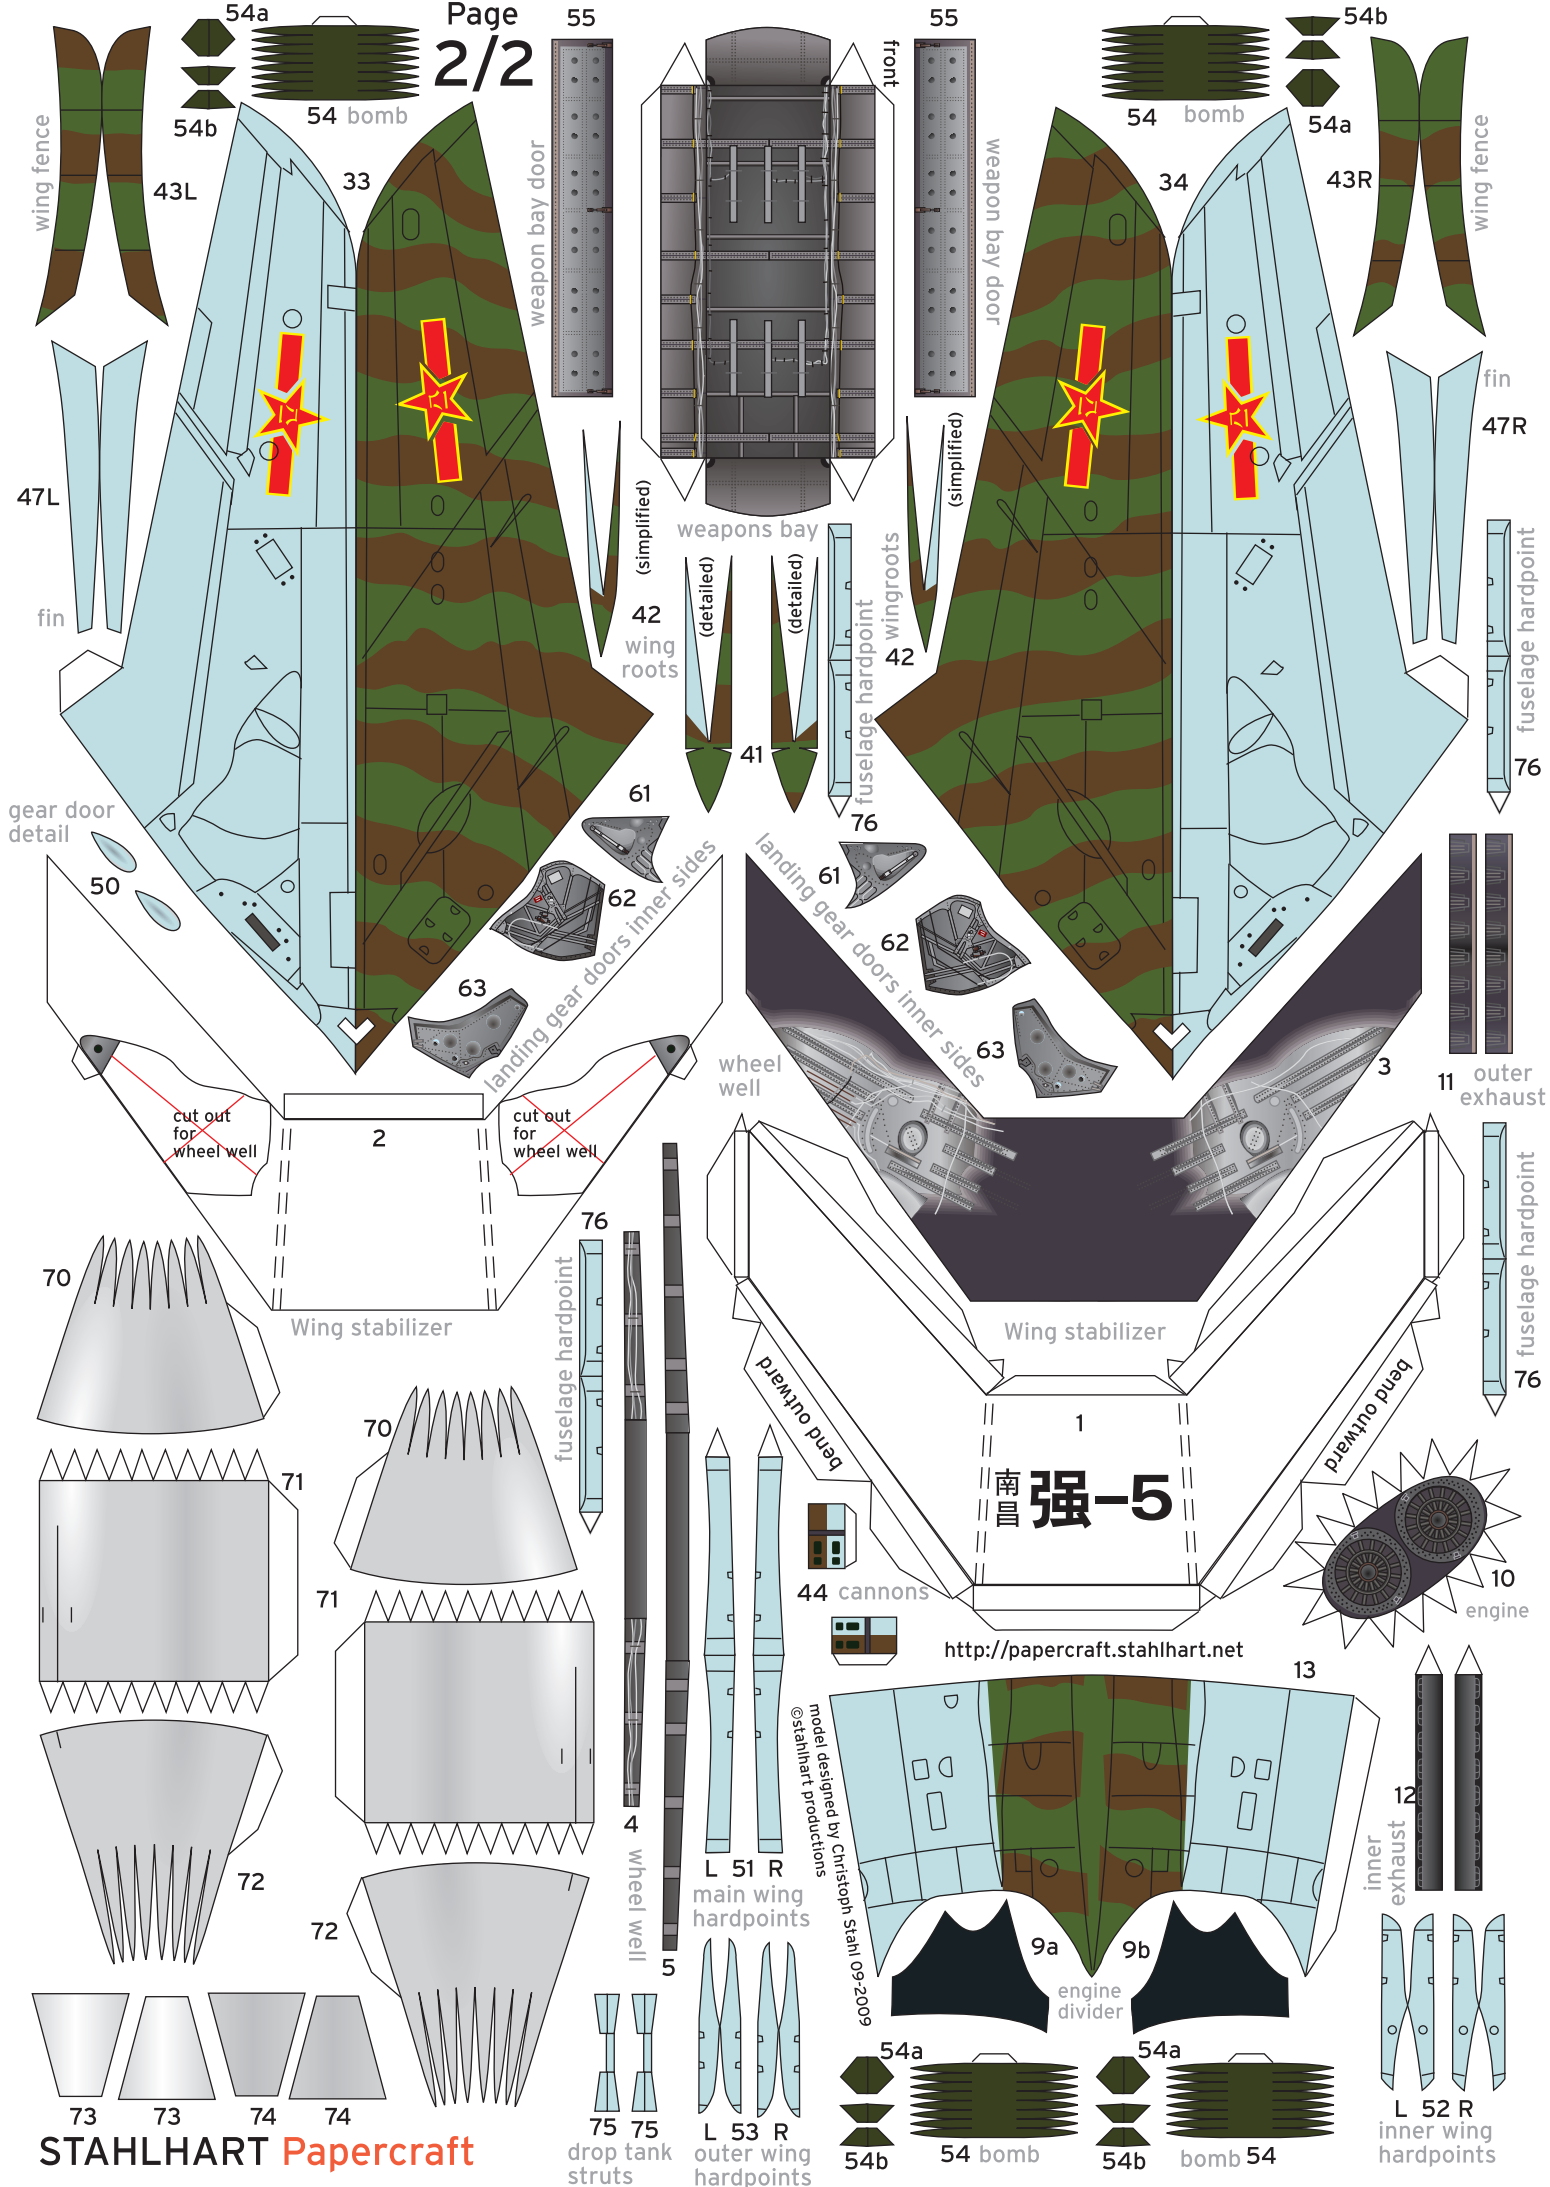 Page
2/2
54a
54b
54 bomb
43L
wing fence
33
55
weapon bay door
front
weapons bay
55
weapon bay door
54 bomb
54b
54a
34
43R
wing fence
47L
fin
fin
47R
(simplified)
42
wing
roots
(detailed)
(detailed)
41
(simplified)
wingroots
42
fuselage hardpoint
76
fuselage hardpoint
76
gear door
detail
50
61
62
63
landing gear doors inner sides
61
62
63
landing gear doors inner sides
wheel
well
3
11
outer
exhaust
cut out
for
wheel well
cut out
for
wheel well
2
Wing stabilizer
Wing stabilizer
76
fuselage hardpoint
fuselage hardpoint
76
70
70
71
71
72
72
bend outward
bend outward
1
南昌
强-5
44 cannons
10
engine
http://papercraft.stahlhart.net
13
model designed by Christoph Stahl 09-2009
©stahlhart productions
4
wheel well
5
L 51 R
main wing
hardpoints
12
inner
exhaust
9a
9b
engine
divider
73
73
74
74
75
75
drop tank
struts
L 53 R
outer wing
hardpoints
54a
54b
54 bomb
54a
54b
bomb 54
L 52 R
inner wing
hardpoints
STAHLHART Papercraft